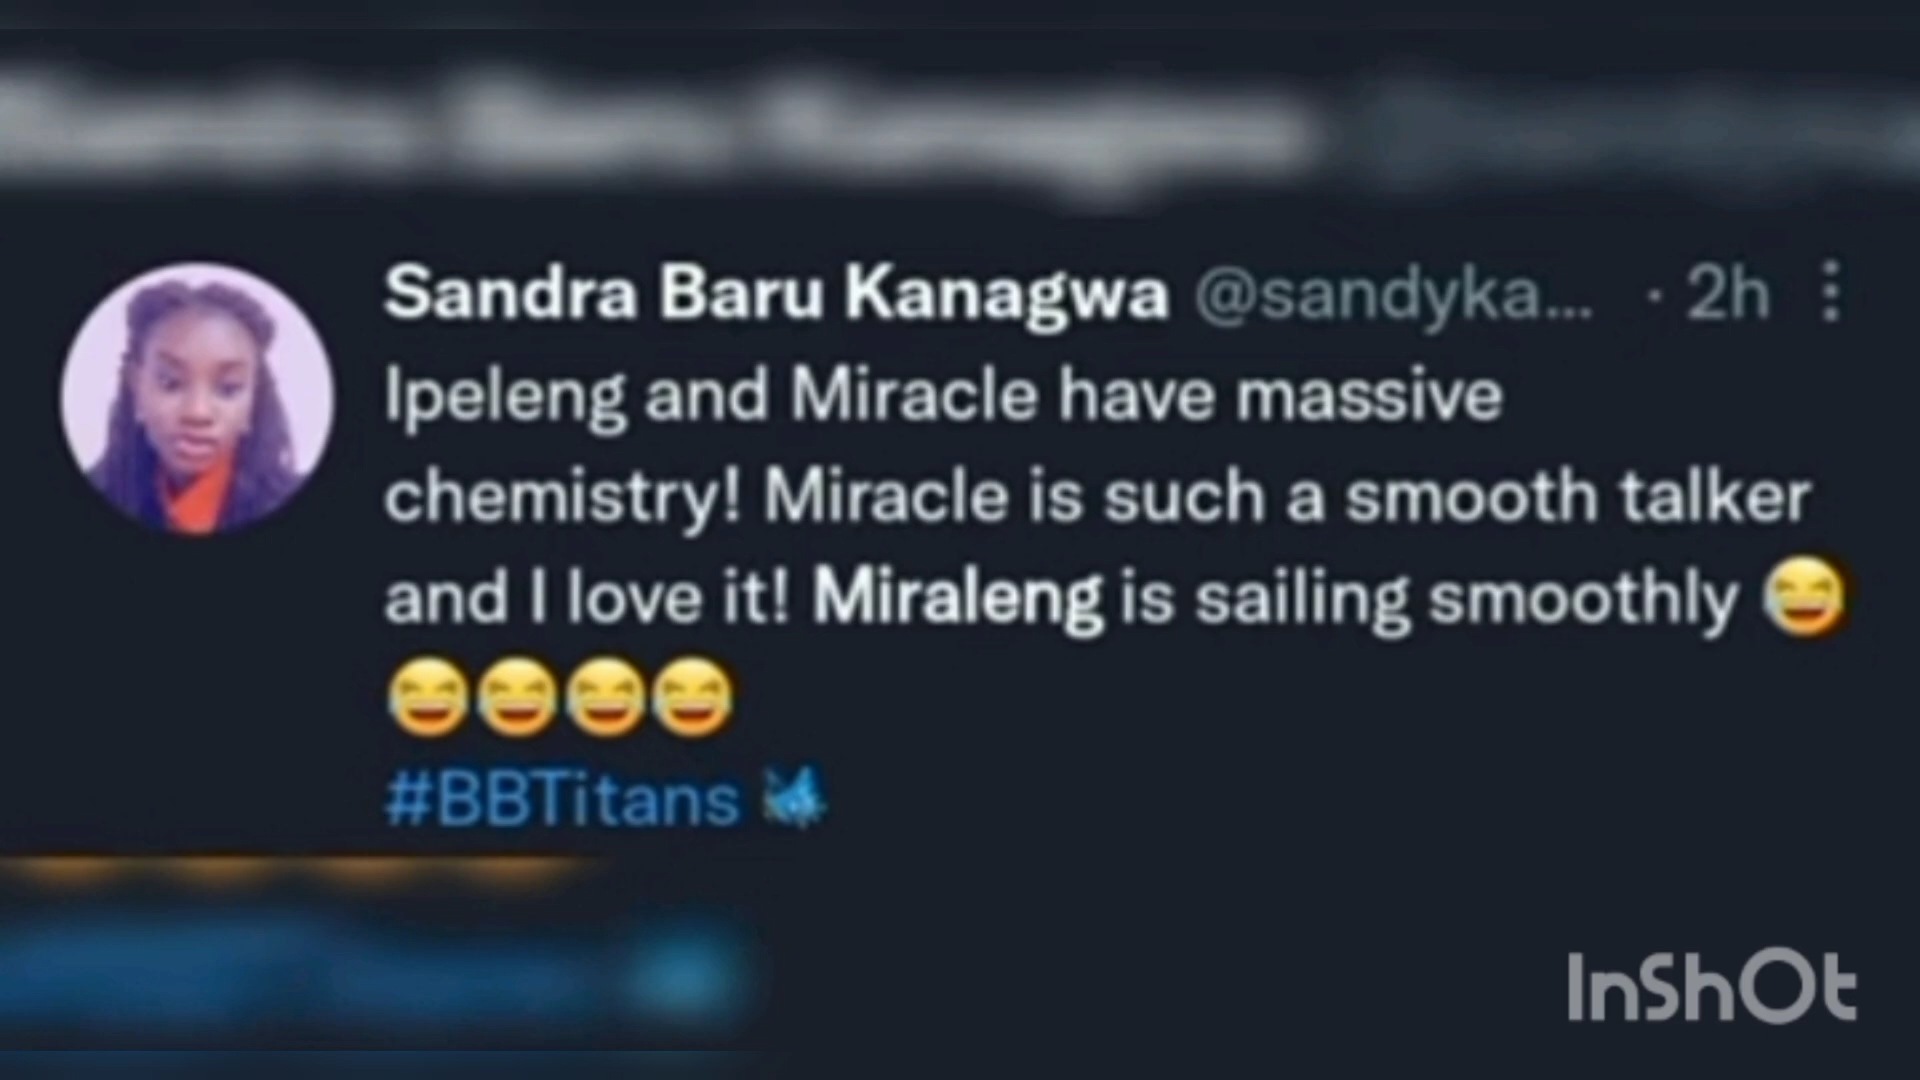 Sandra Baru Kanagwa @sandyka... · 2h
Ipeleng and Miracle have massive
chemistry! Miracle is such a smooth talker
and I love it! Miraleng is sailing smoothly 😆
😆😆😆😆
#BBTitans
InShOt